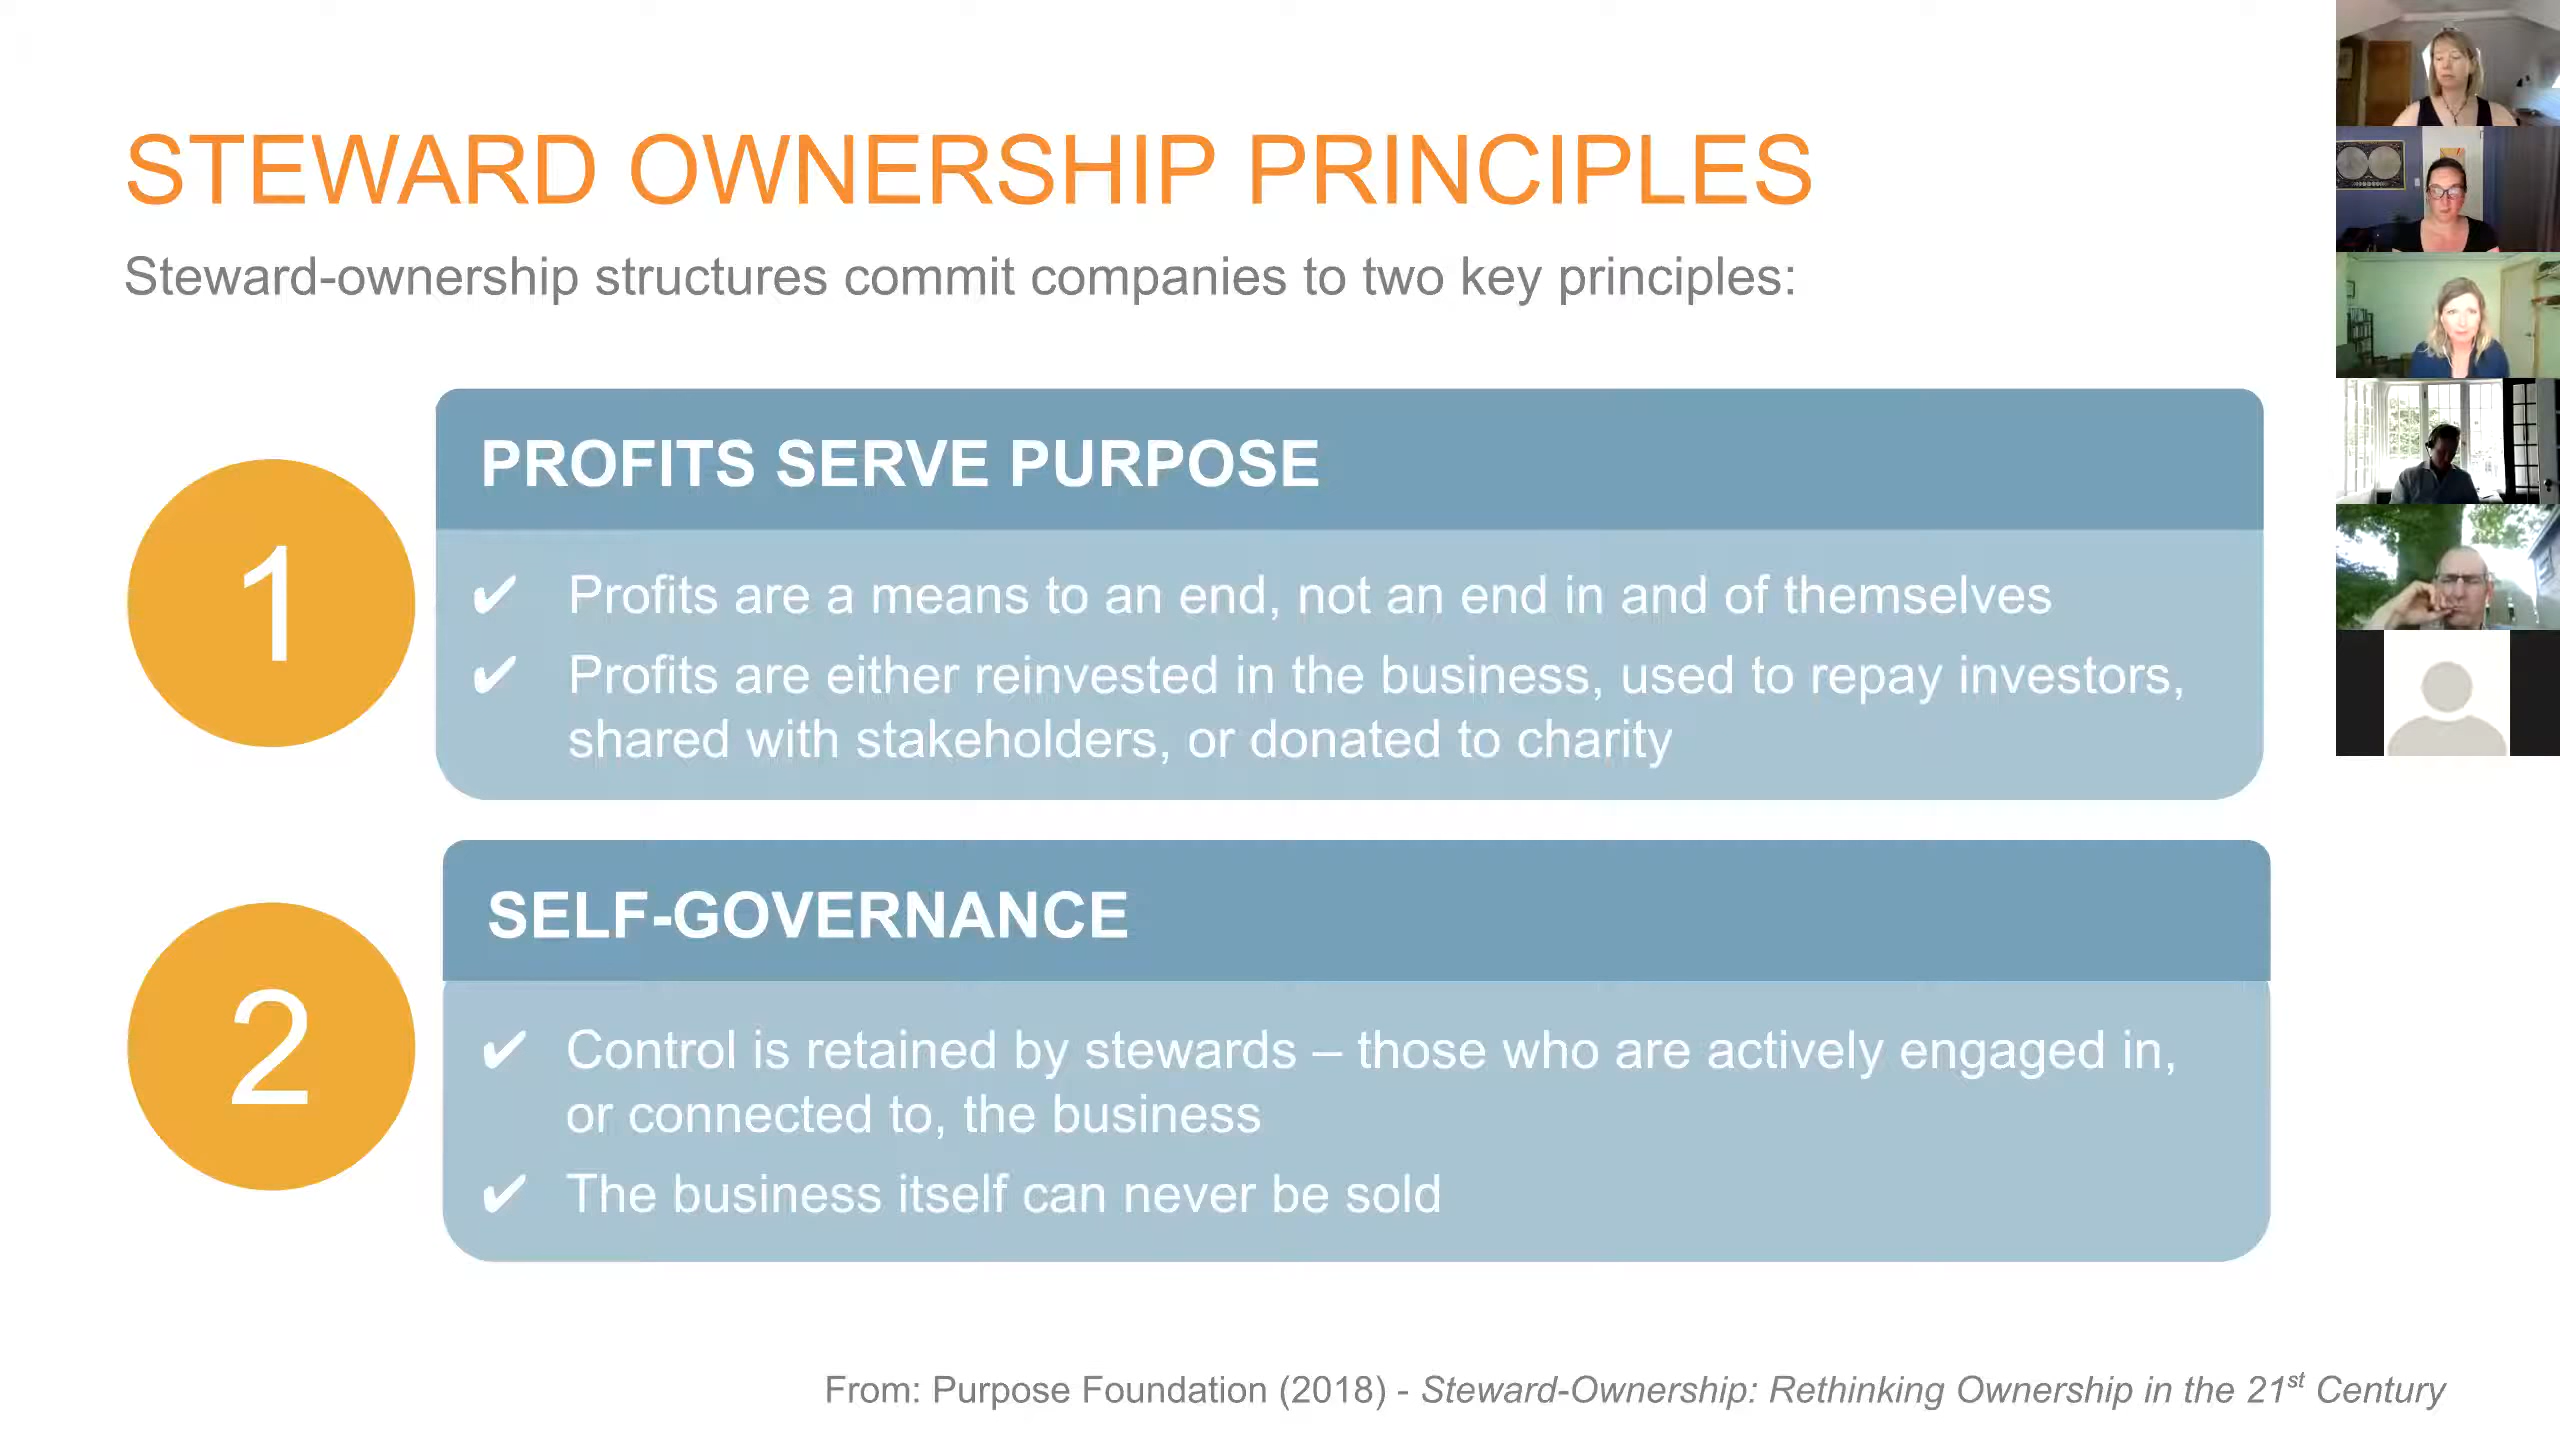 STEWARD OWNERSHIP PRINCIPLES
Steward-ownership structures commit companies to two key principles:
1
PROFITS SERVE PURPOSE
✔ Profits are a means to an end, not an end in and of themselves
✔ Profits are either reinvested in the business, used to repay investors,
shared with stakeholders, or donated to charity
2
SELF-GOVERNANCE
✔ Control is retained by stewards – those who are actively engaged in,
or connected to, the business
✔ The business itself can never be sold
From: Purpose Foundation (2018) - Steward-Ownership: Rethinking Ownership in the 21st Century